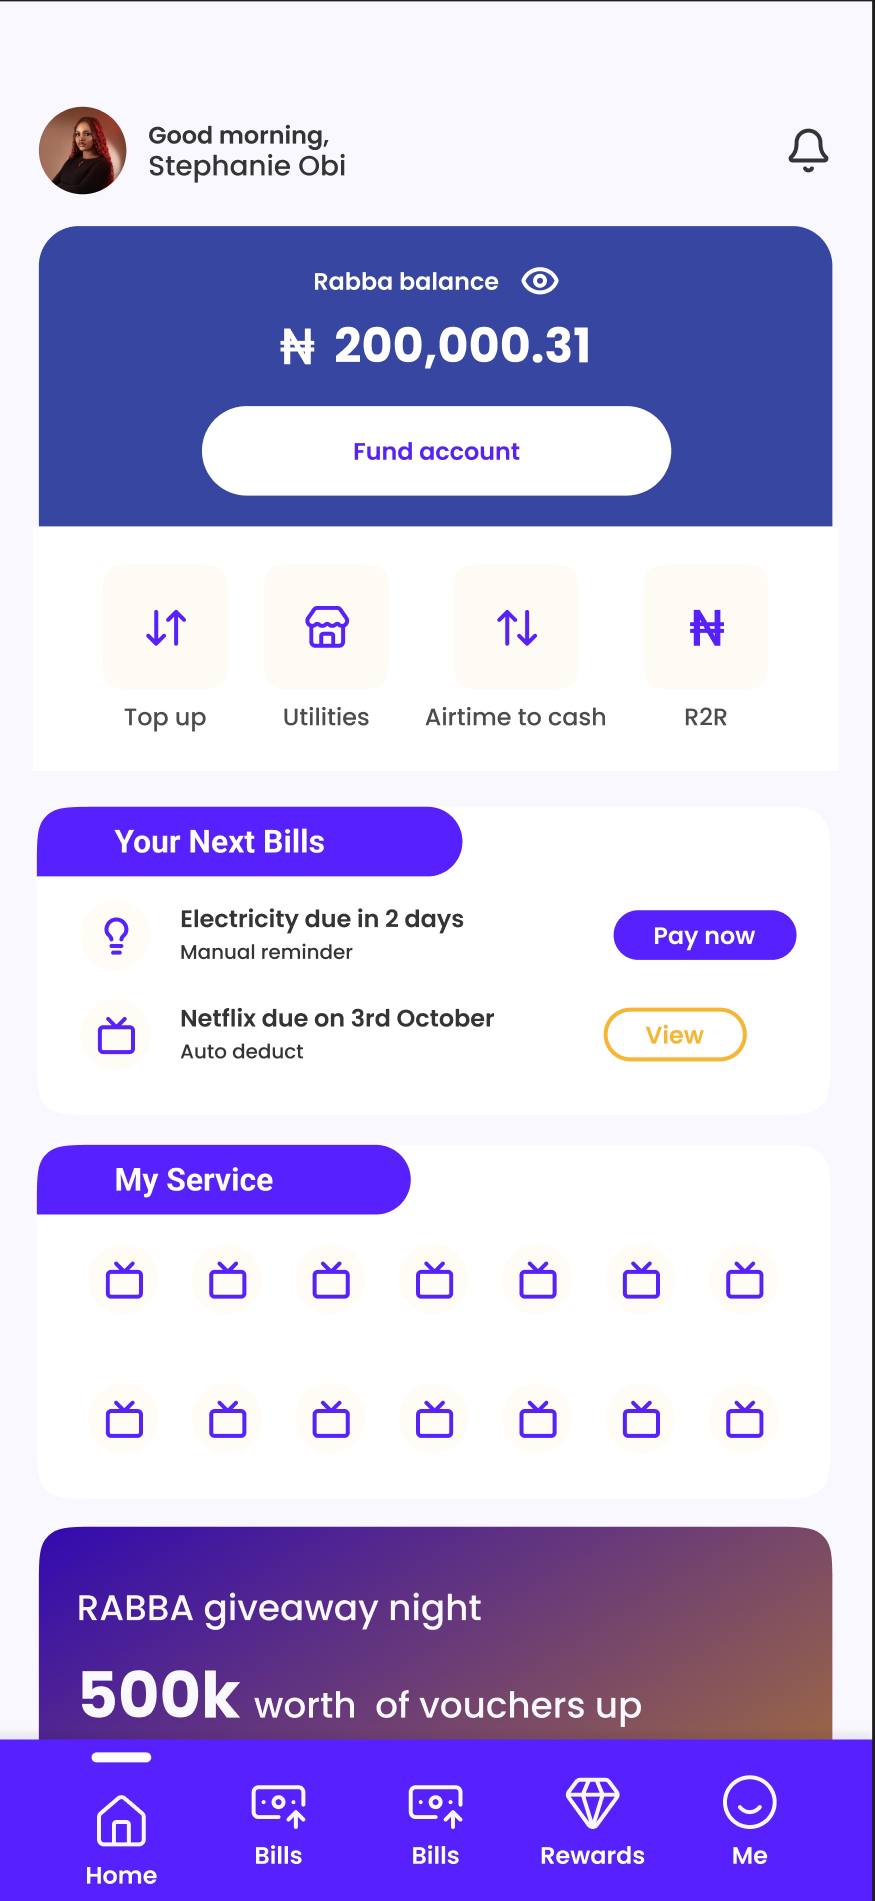 Good morning,
Stephanie Obi
Rabba balance
₦ 200,000.31
Fund account
₦
Top up Utilities Airtime to cash R2R
Your Next Bills
Electricity due in 2 days
Manual reminder
Pay now
Netflix due on 3rd October
Auto deduct
View
My Service
RABBA giveaway night
500k worth of vouchers up
Home Bills Bills Rewards Me